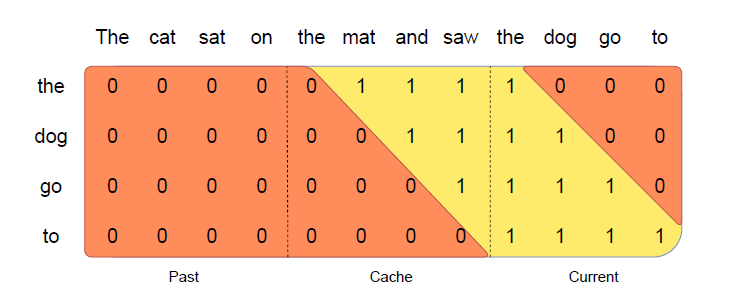 The cat sat on the mat and saw the dog go to
the 0 0 0 0 0 1 1 1 1 0 0 0
dog 0 0 0 0 0 0 1 1 1 1 0 0
go 0 0 0 0 0 0 0 1 1 1 1 0
to 0 0 0 0 0 0 0 0 1 1 1 1
Past Cache Current